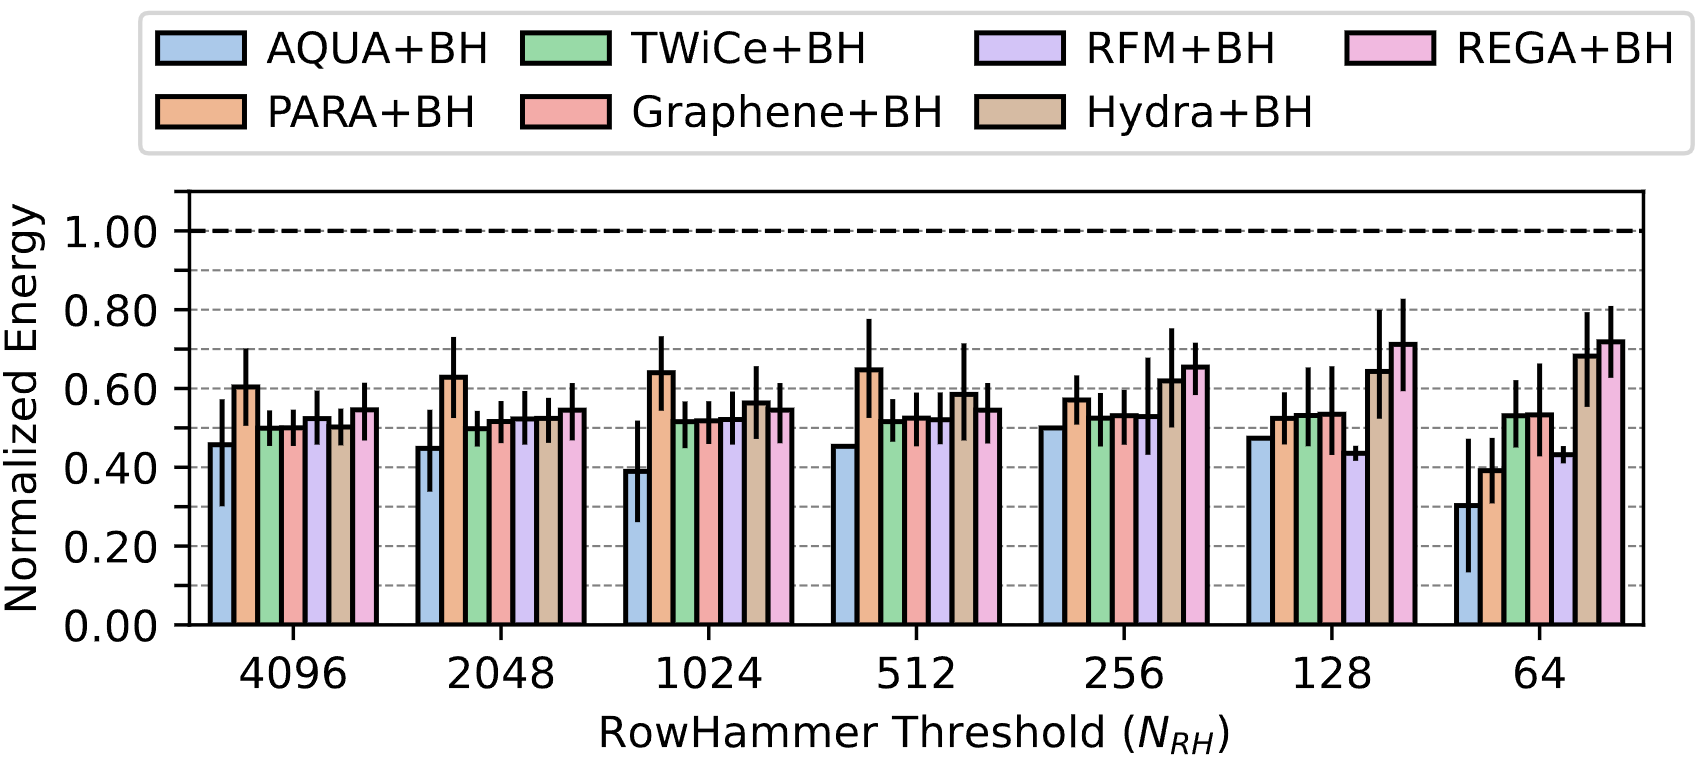 AQUA+BH TWiCe+BH RFM+BH REGA+BH
PARA+BH Graphene+BH Hydra+BH
Normalized Energy
1.00
0.80
0.60
0.40
0.20
0.00
4096 2048 1024 512 256 128 64
RowHammer Threshold (N_RH)